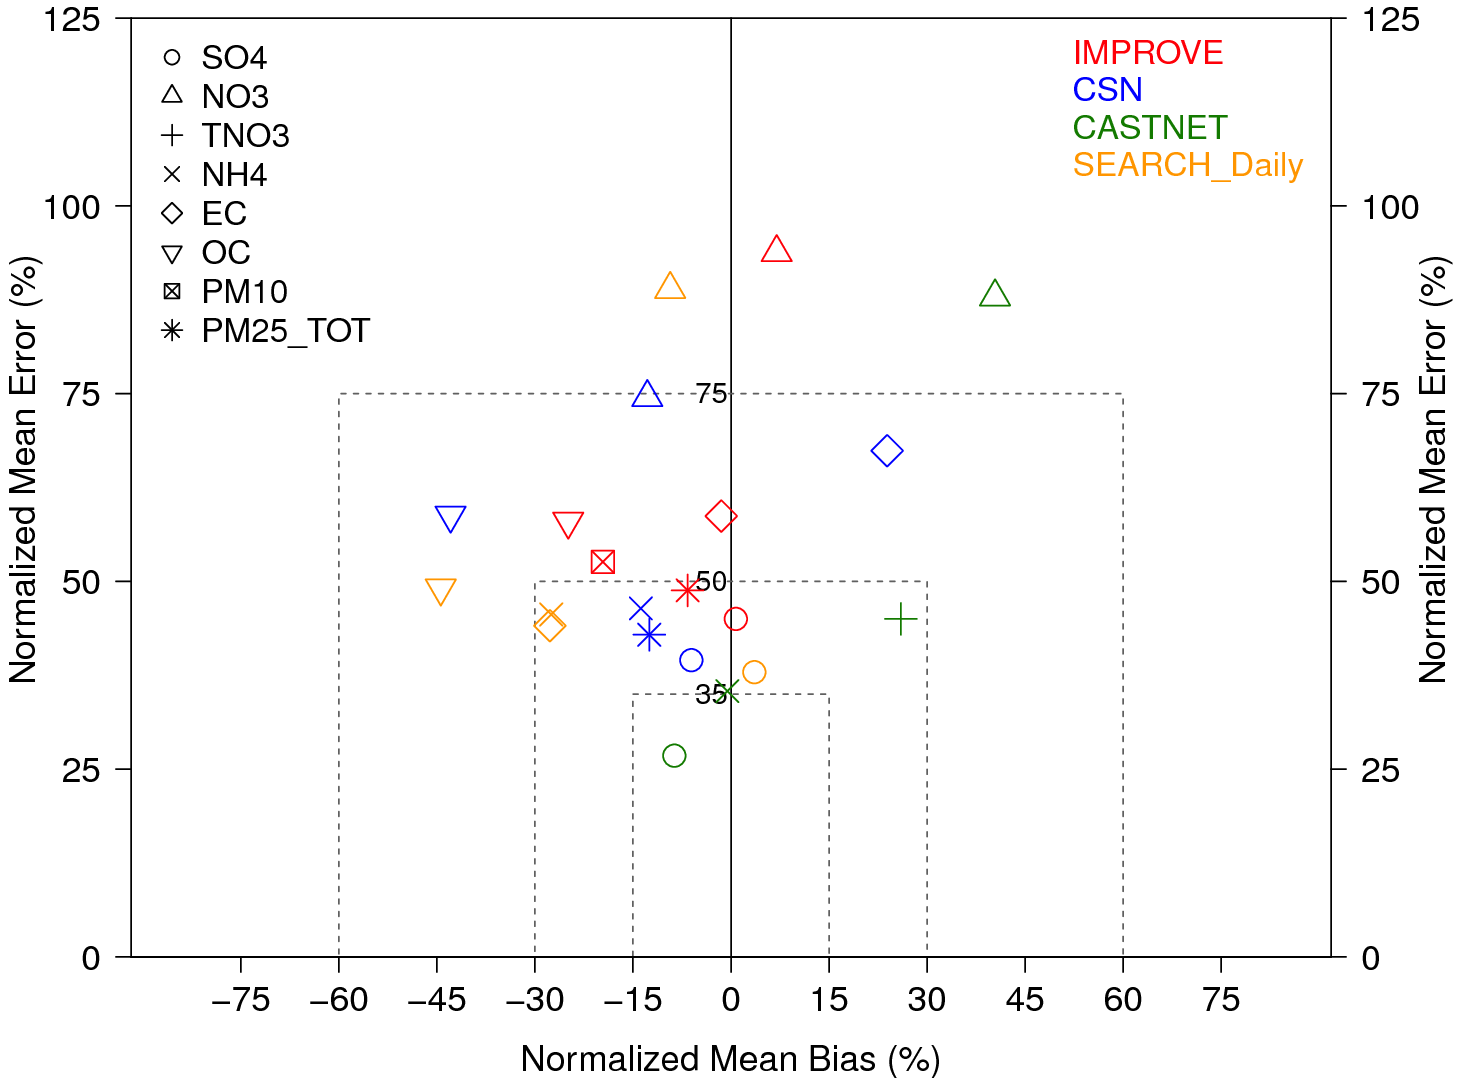 125
100
75
50
25
0
Normalized Mean Error (%)
SO4
NO3
TNO3
NH4
EC
OC
PM10
PM25_TOT
IMPROVE
CSN
CASTNET
SEARCH_Daily
75
50
35
125
100
75
50
25
0
Normalized Mean Error (%)
−75 −60 −45 −30 −15 0 15 30 45 60 75
Normalized Mean Bias (%)